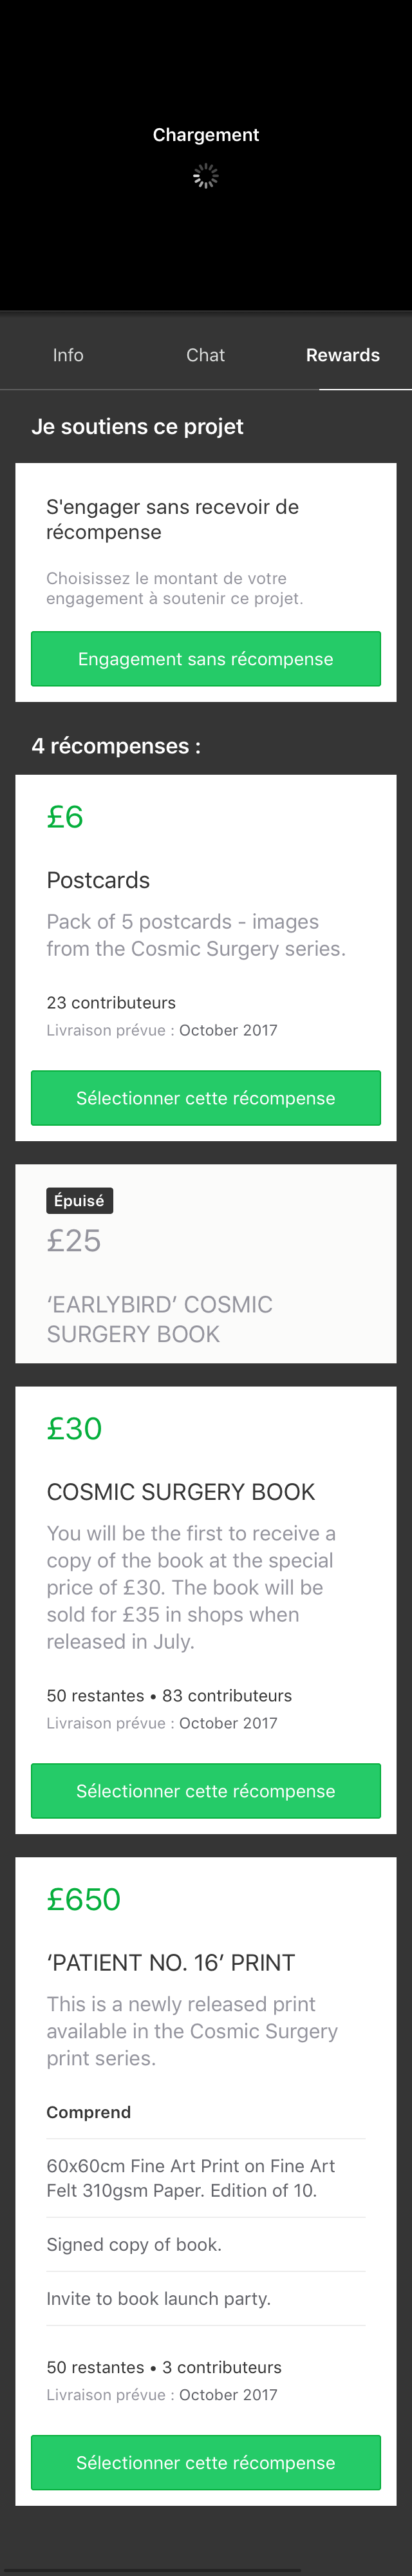 Chargement
Info
Chat
Rewards
Je soutiens ce projet
S'engager sans recevoir de
récompense
Choisissez le montant de votre
engagement à soutenir ce projet.
Engagement sans récompense
4 récompenses :
£6
Postcards
Pack of 5 postcards - images
from the Cosmic Surgery series.
23 contributeurs
Livraison prévue : October 2017
Sélectionner cette récompense
Épuisé
£25
‘EARLYBIRD’ COSMIC
SURGERY BOOK
£30
COSMIC SURGERY BOOK
You will be the first to receive a
copy of the book at the special
price of £30. The book will be
sold for £35 in shops when
released in July.
50 restantes • 83 contributeurs
Livraison prévue : October 2017
Sélectionner cette récompense
£650
‘PATIENT NO. 16’ PRINT
This is a newly released print
available in the Cosmic Surgery
print series.
Comprend
60x60cm Fine Art Print on Fine Art
Felt 310gsm Paper. Edition of 10.
Signed copy of book.
Invite to book launch party.
50 restantes • 3 contributeurs
Livraison prévue : October 2017
Sélectionner cette récompense